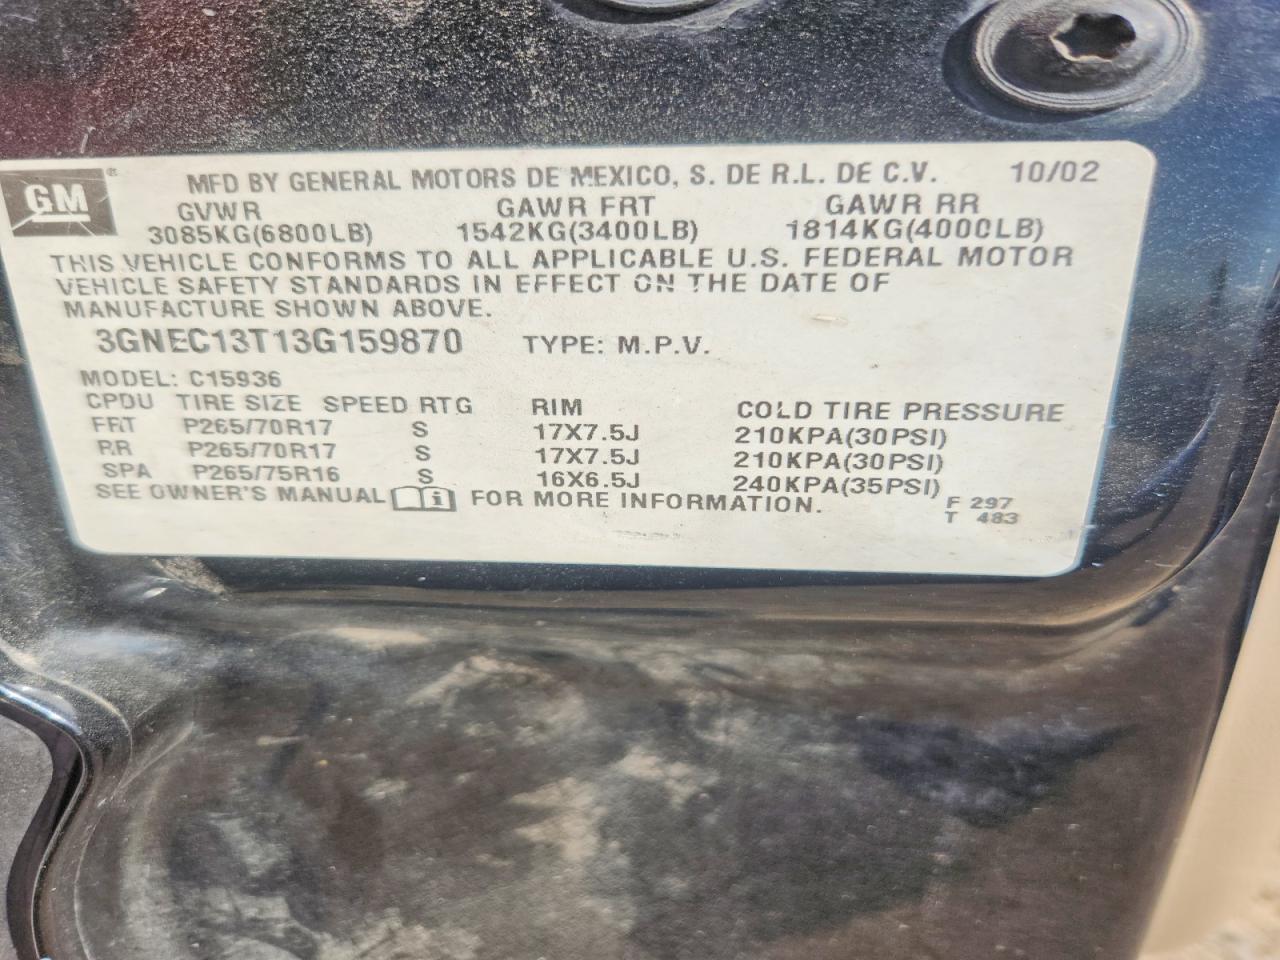 GM® MFD BY GENERAL MOTORS DE MEXICO, S. DE R.L. DE C.V. 10/02
GVWR GAWR FRT GAWR RR
3085KG(6800LB) 1542KG(3400LB) 1814KG(4000LB)
THIS VEHICLE CONFORMS TO ALL APPLICABLE U.S. FEDERAL MOTOR
VEHICLE SAFETY STANDARDS IN EFFECT ON THE DATE OF
MANUFACTURE SHOWN ABOVE.
3GNEC13T13G159870 TYPE: M.P.V.
MODEL: C15936
CPDU TIRE SIZE SPEED RTG RIM COLD TIRE PRESSURE
FRT P265/70R17 S 17X7.5J 210KPA(30PSI)
RR P265/70R17 S 17X7.5J 210KPA(30PSI)
SPA P265/75R16 S 16X6.5J 240KPA(35PSI)
SEE OWNER'S MANUAL i FOR MORE INFORMATION. F 297
T 483